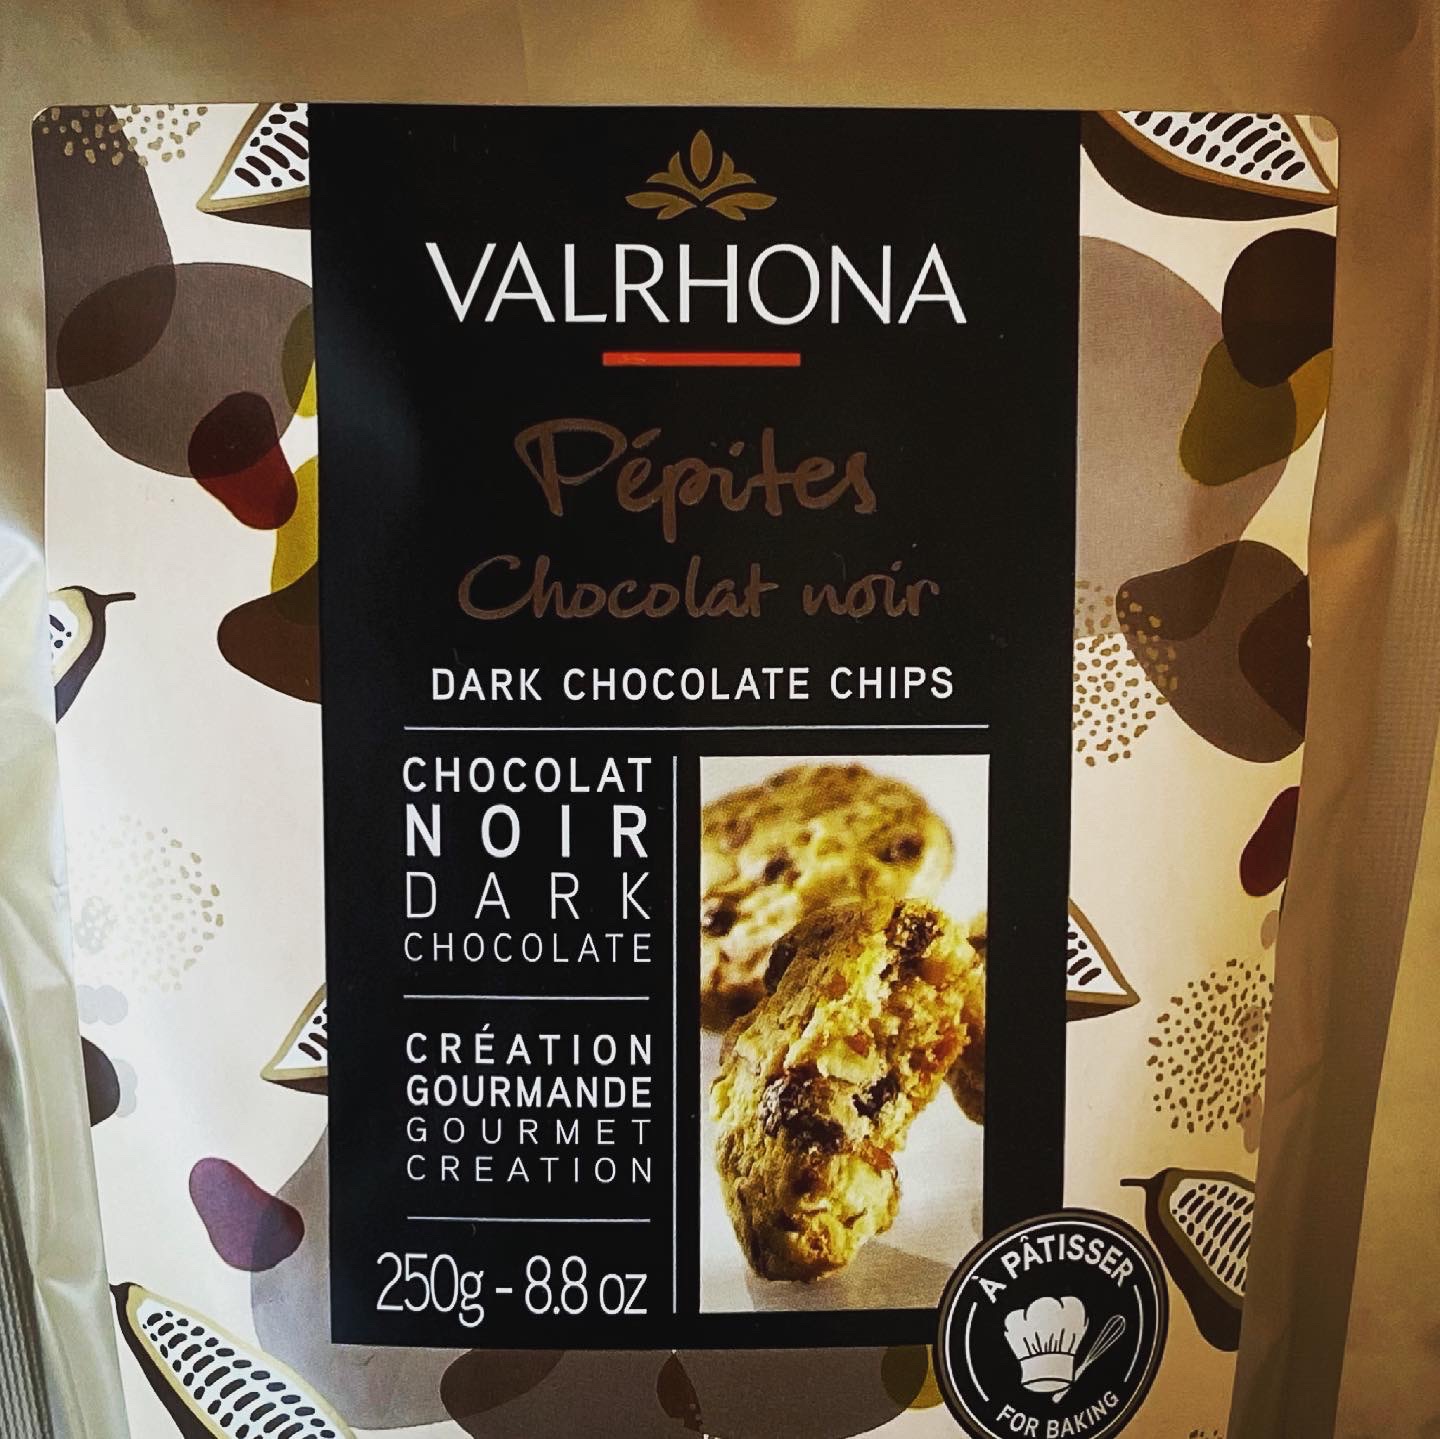 VALRHONA
Pépites
Chocolat noir
DARK CHOCOLATE CHIPS
CHOCOLAT
NOIR
DARK
CHOCOLATE
CRÉATION
GOURMANDE
GOURMET
CREATION
250g - 8.8 oz
À PÂTISSER
FOR BAKING